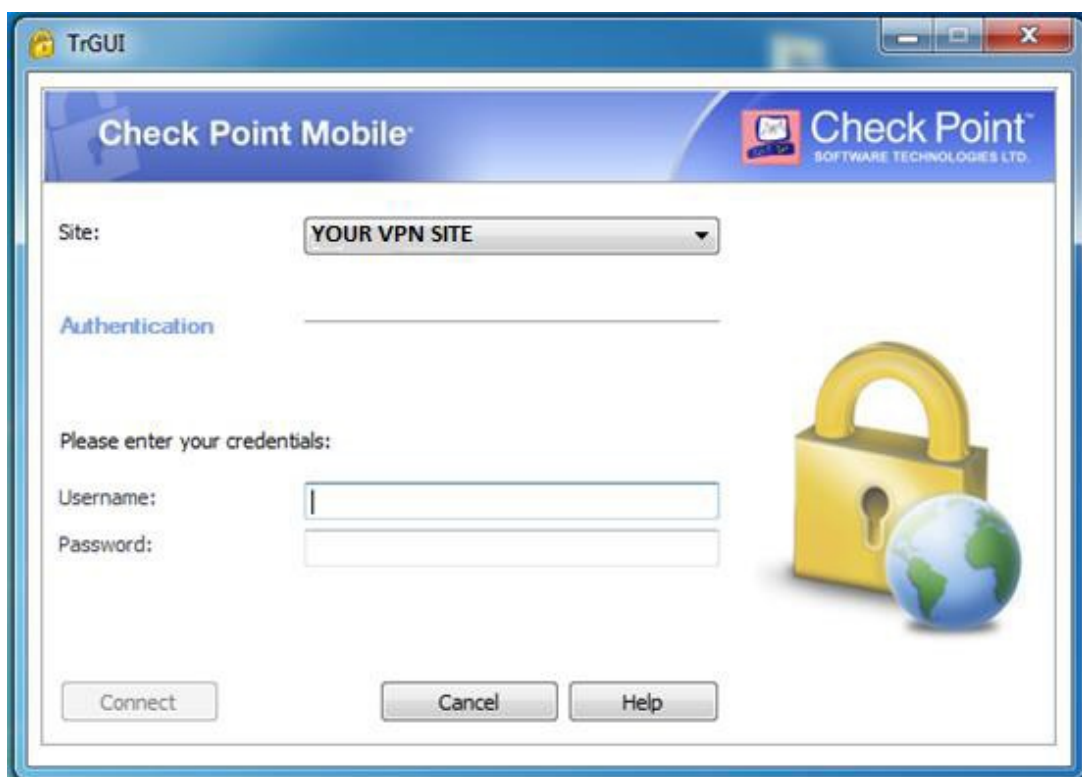 TrGUI
Check Point Mobile
Check Point™
SOFTWARE TECHNOLOGIES LTD.
Site:
YOUR VPN SITE
Authentication
Please enter your credentials:
Username:
Password:
Connect
Cancel
Help